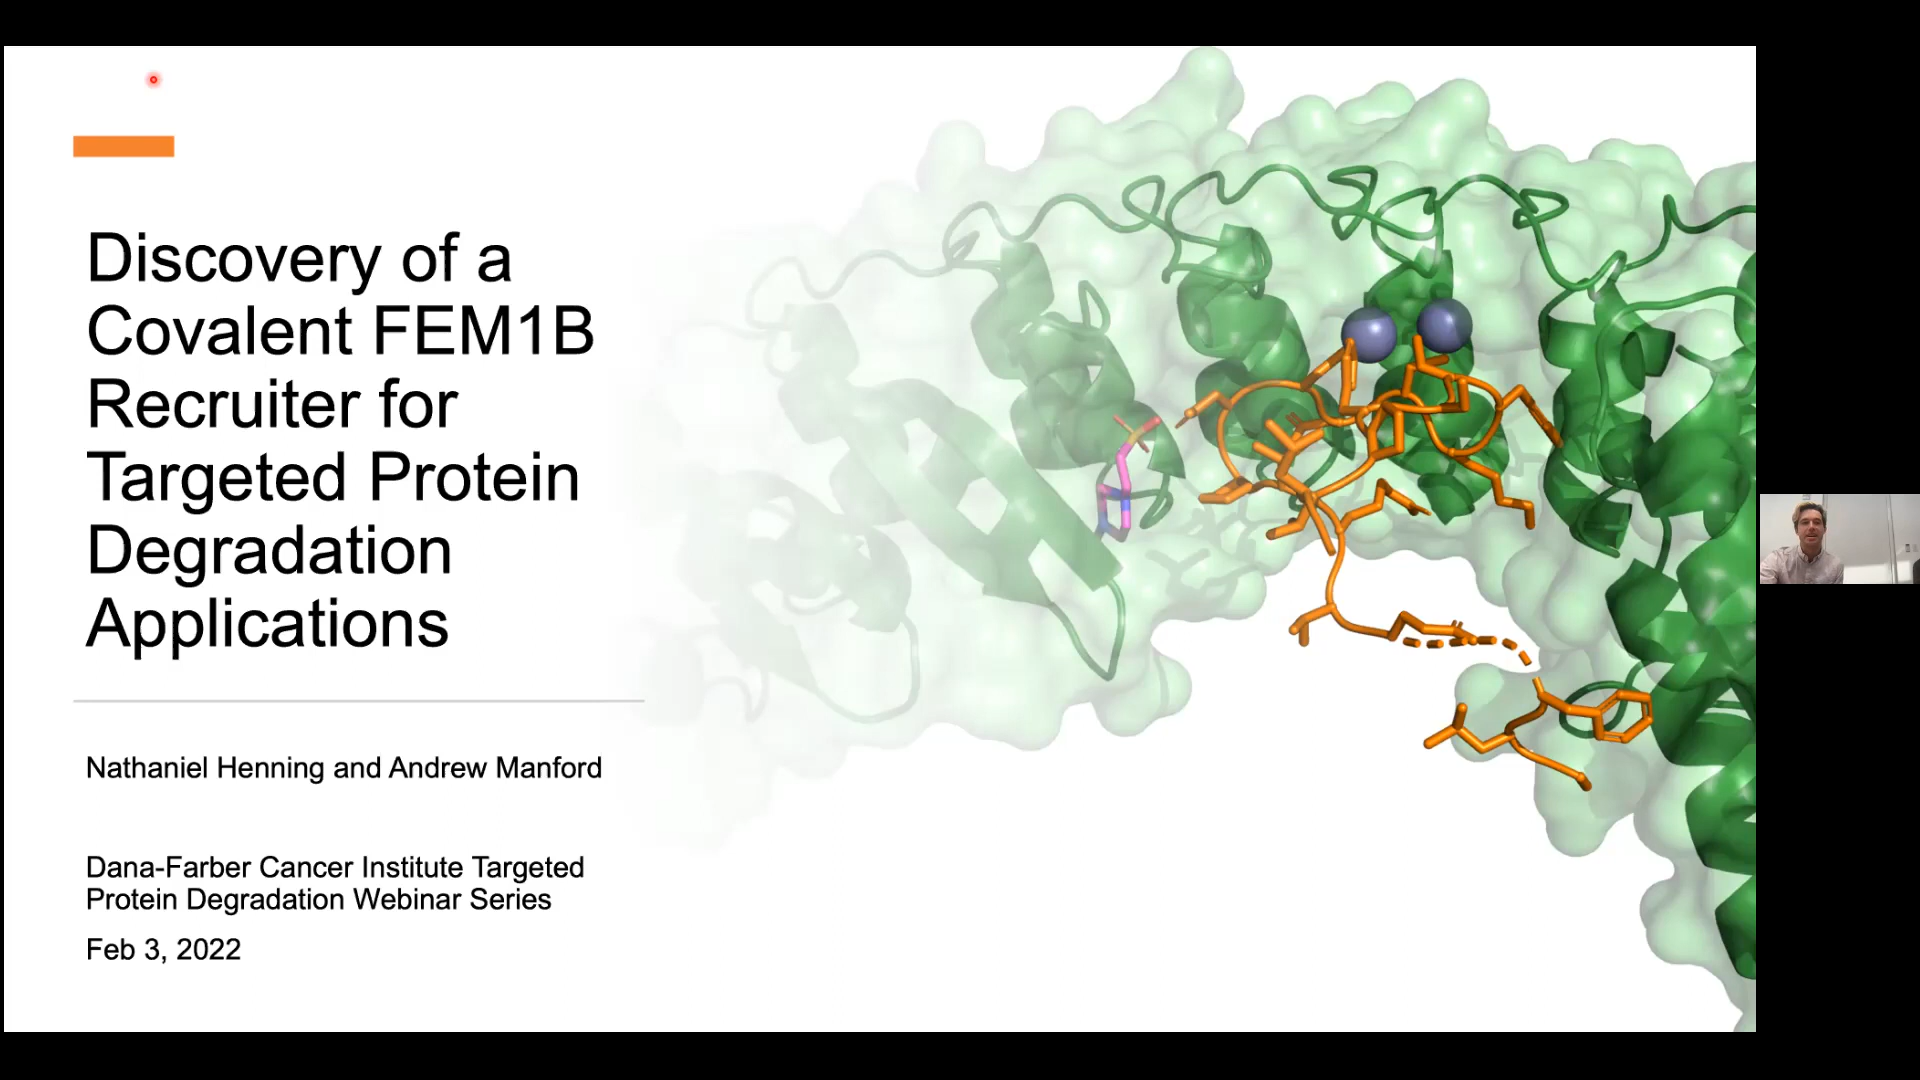 Discovery of a
Covalent FEM1B
Recruiter for
Targeted Protein
Degradation
Applications
Nathaniel Henning and Andrew Manford
Dana-Farber Cancer Institute Targeted
Protein Degradation Webinar Series
Feb 3, 2022